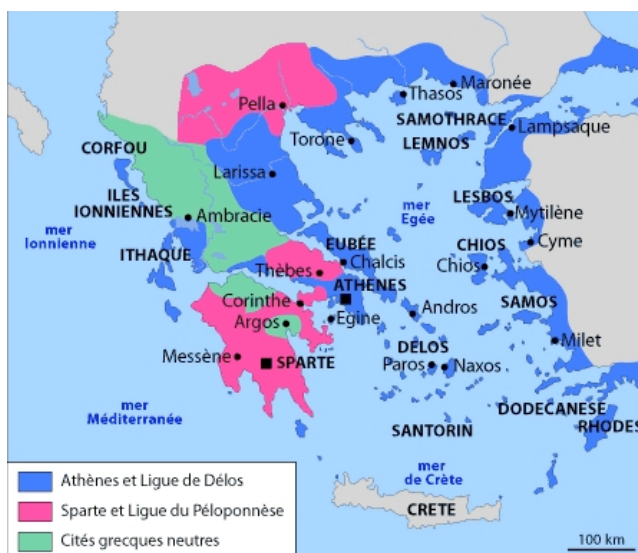 Maronée
Thasos
Pella
SAMOTHRACE
Lampsaque
Torone
LEMNOS
CORFOU
Larissa
ILES
IONNIENNES
Ambracie
mer
Egée
LESBOS
Mytilène
mer
Ionnienne
ITHAQUE
EUBÉE
Chalcis
CHIOS
Cyme
Thèbes
ATHENES
Chios
Corinthe
Andros
SAMOS
Argos
Egine
Messène
SPARTE
DELOS
Milet
Paros
Naxos
mer
Méditerranée
DODECANESE
RHODES
SANTORIN
mer
de Crète
CRETE
Athènes et Ligue de Délos
Sparte et Ligue du Péloponnèse
Cités grecques neutres
100 km